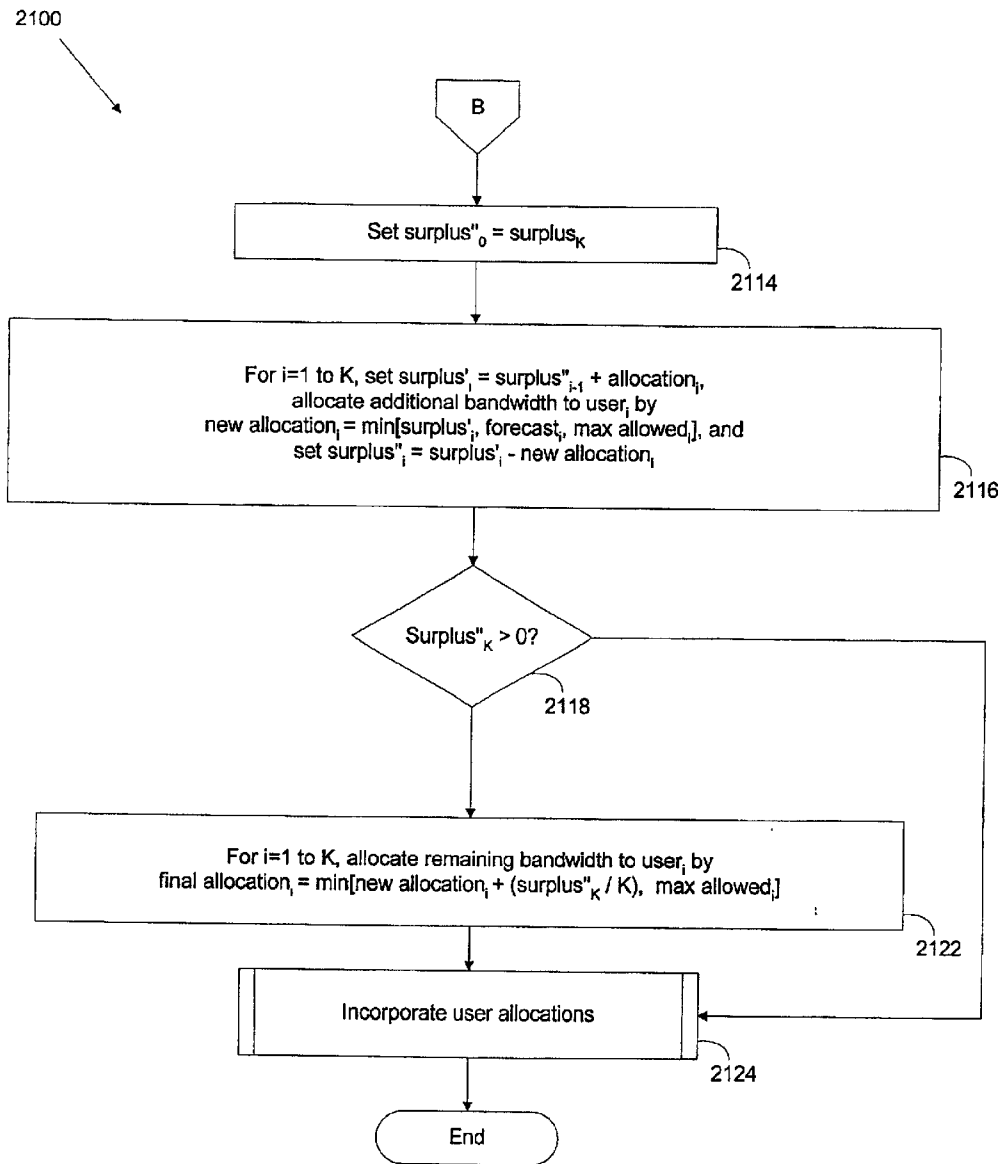 2100
B
Set surplus"₀ = surplusK
2114
For i=1 to K, set surplus'ᵢ = surplus"ᵢ₋₁ + allocationᵢ,
allocate additional bandwidth to userᵢ by
new allocationᵢ = min[surplus'ᵢ, forecastᵢ, max allowedᵢ], and
set surplus"ᵢ = surplus'ᵢ - new allocationᵢ
2116
Surplus"K > 0?
2118
For i=1 to K, allocate remaining bandwidth to userᵢ by
final allocationᵢ = min[new allocationᵢ + (surplus"K / K), max allowedᵢ]
2122
Incorporate user allocations
2124
End